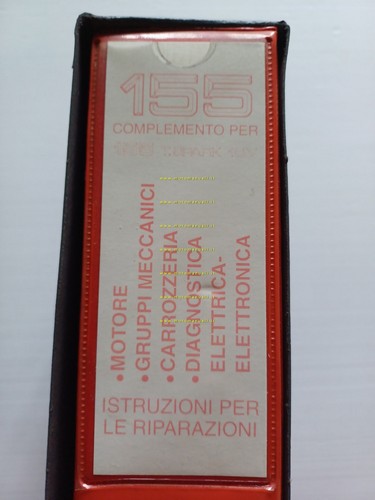 155
COMPLEMENTO PER
• MOTORE
• GRUPPI MECCANICI
• CARROZZERIA
• DIAGNOSTICA
ELETTRICA-
ELETTRONICA
ISTRUZIONI PER
LE RIPARAZIONI